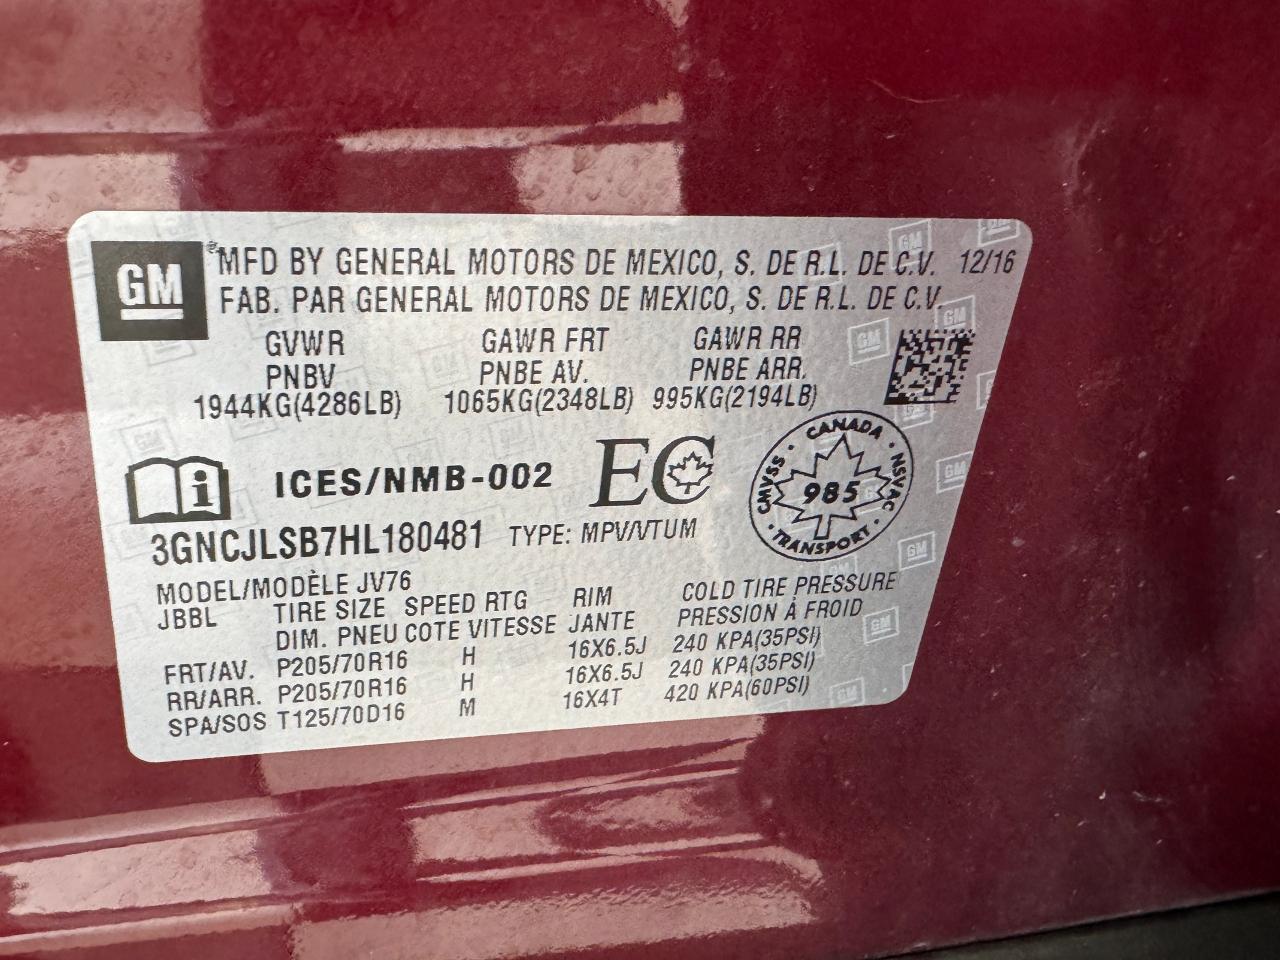 GM
MFD BY GENERAL MOTORS DE MEXICO, S. DE R.L. DE C.V. 12/16
FAB. PAR GENERAL MOTORS DE MEXICO, S. DE R.L. DE C.V.
GVWR GAWR FRT GAWR RR
PNBV PNBE AV. PNBE ARR.
1944KG(4286LB) 1065KG(2348LB) 995KG(2194LB)
i ICES/NMB-002 EC
CANADA
CMVSS 985 NSVAC
TRANSPORT
3GNCJLSB7HL180481 TYPE: MPV/VTUM
MODEL/MODÈLE JV76
JBBL TIRE SIZE SPEED RTG RIM COLD TIRE PRESSURE
DIM. PNEU COTE VITESSE JANTE PRESSION À FROID
FRT/AV. P205/70R16 H 16X6.5J 240 KPA(35PSI)
RR/ARR. P205/70R16 H 16X6.5J 240 KPA(35PSI)
SPA/SOS T125/70D16 M 16X4T 420 KPA(60PSI)